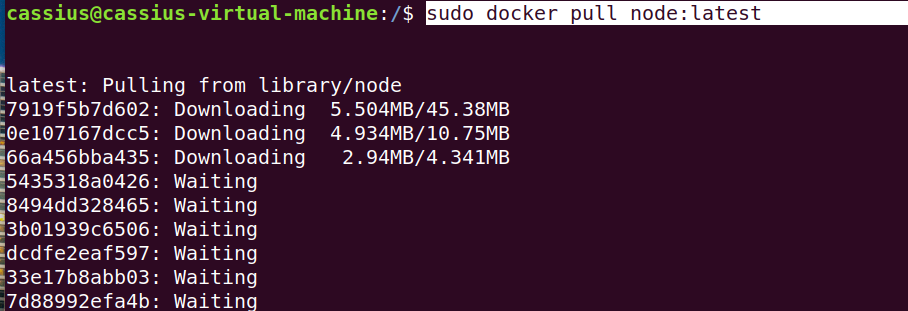 cassius@cassius-virtual-machine:/$ sudo docker pull node:latest
latest: Pulling from library/node
7919f5b7d602: Downloading  5.504MB/45.38MB
0e107167dcc5: Downloading  4.934MB/10.75MB
66a456bba435: Downloading   2.94MB/4.341MB
5435318a0426: Waiting
8494dd328465: Waiting
3b01939c6506: Waiting
dcdfe2eaf597: Waiting
33e17b8abb03: Waiting
7d88992efa4b: Waiting